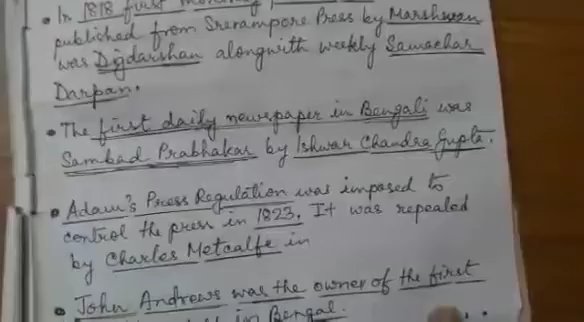 • In 1818 first monthly
published from Srerampore Press by Marshman
was Digdarshan alongwith weekly Samachar
Darpan.
• The first daily newspaper in Bengali was
Sambad Prabhakar by Ishwar Chandra Gupta.
• Adam's Press Regulation was imposed to
control the press in 1823. It was repealed
by Charles Metcalfe in
• John Andrews was the owner of the first
in Bengal.